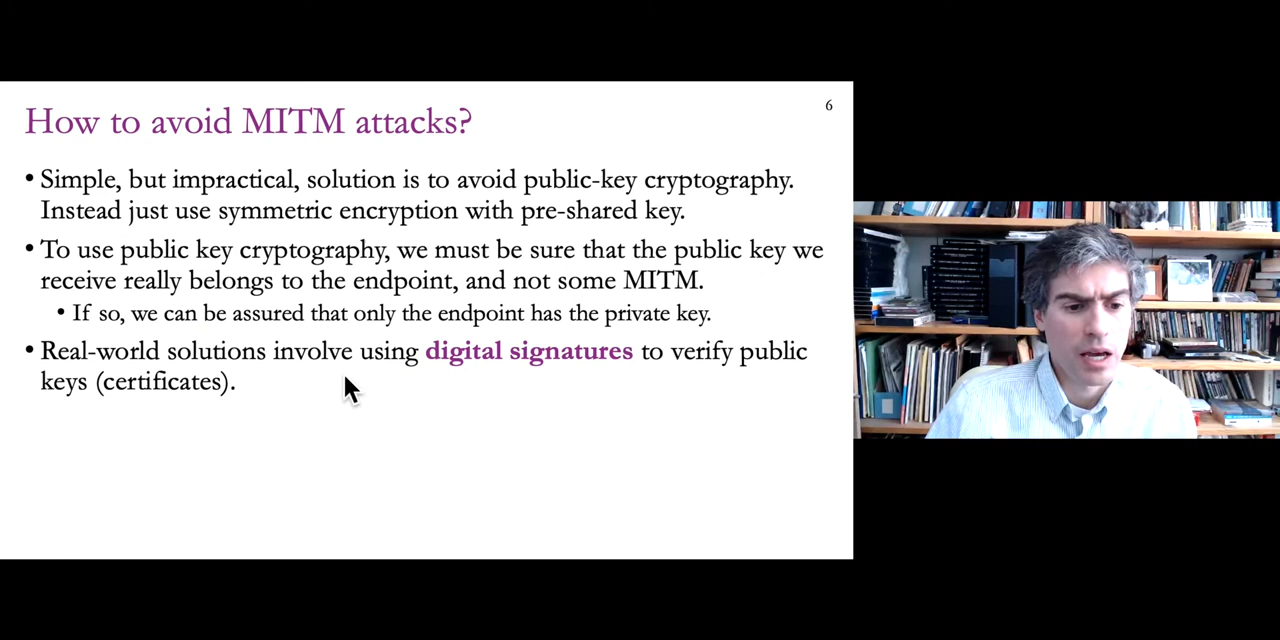 6
How to avoid MITM attacks?
• Simple, but impractical, solution is to avoid public-key cryptography.
Instead just use symmetric encryption with pre-shared key.
• To use public key cryptography, we must be sure that the public key we
receive really belongs to the endpoint, and not some MITM.
• If so, we can be assured that only the endpoint has the private key.
• Real-world solutions involve using digital signatures to verify public
keys (certificates).